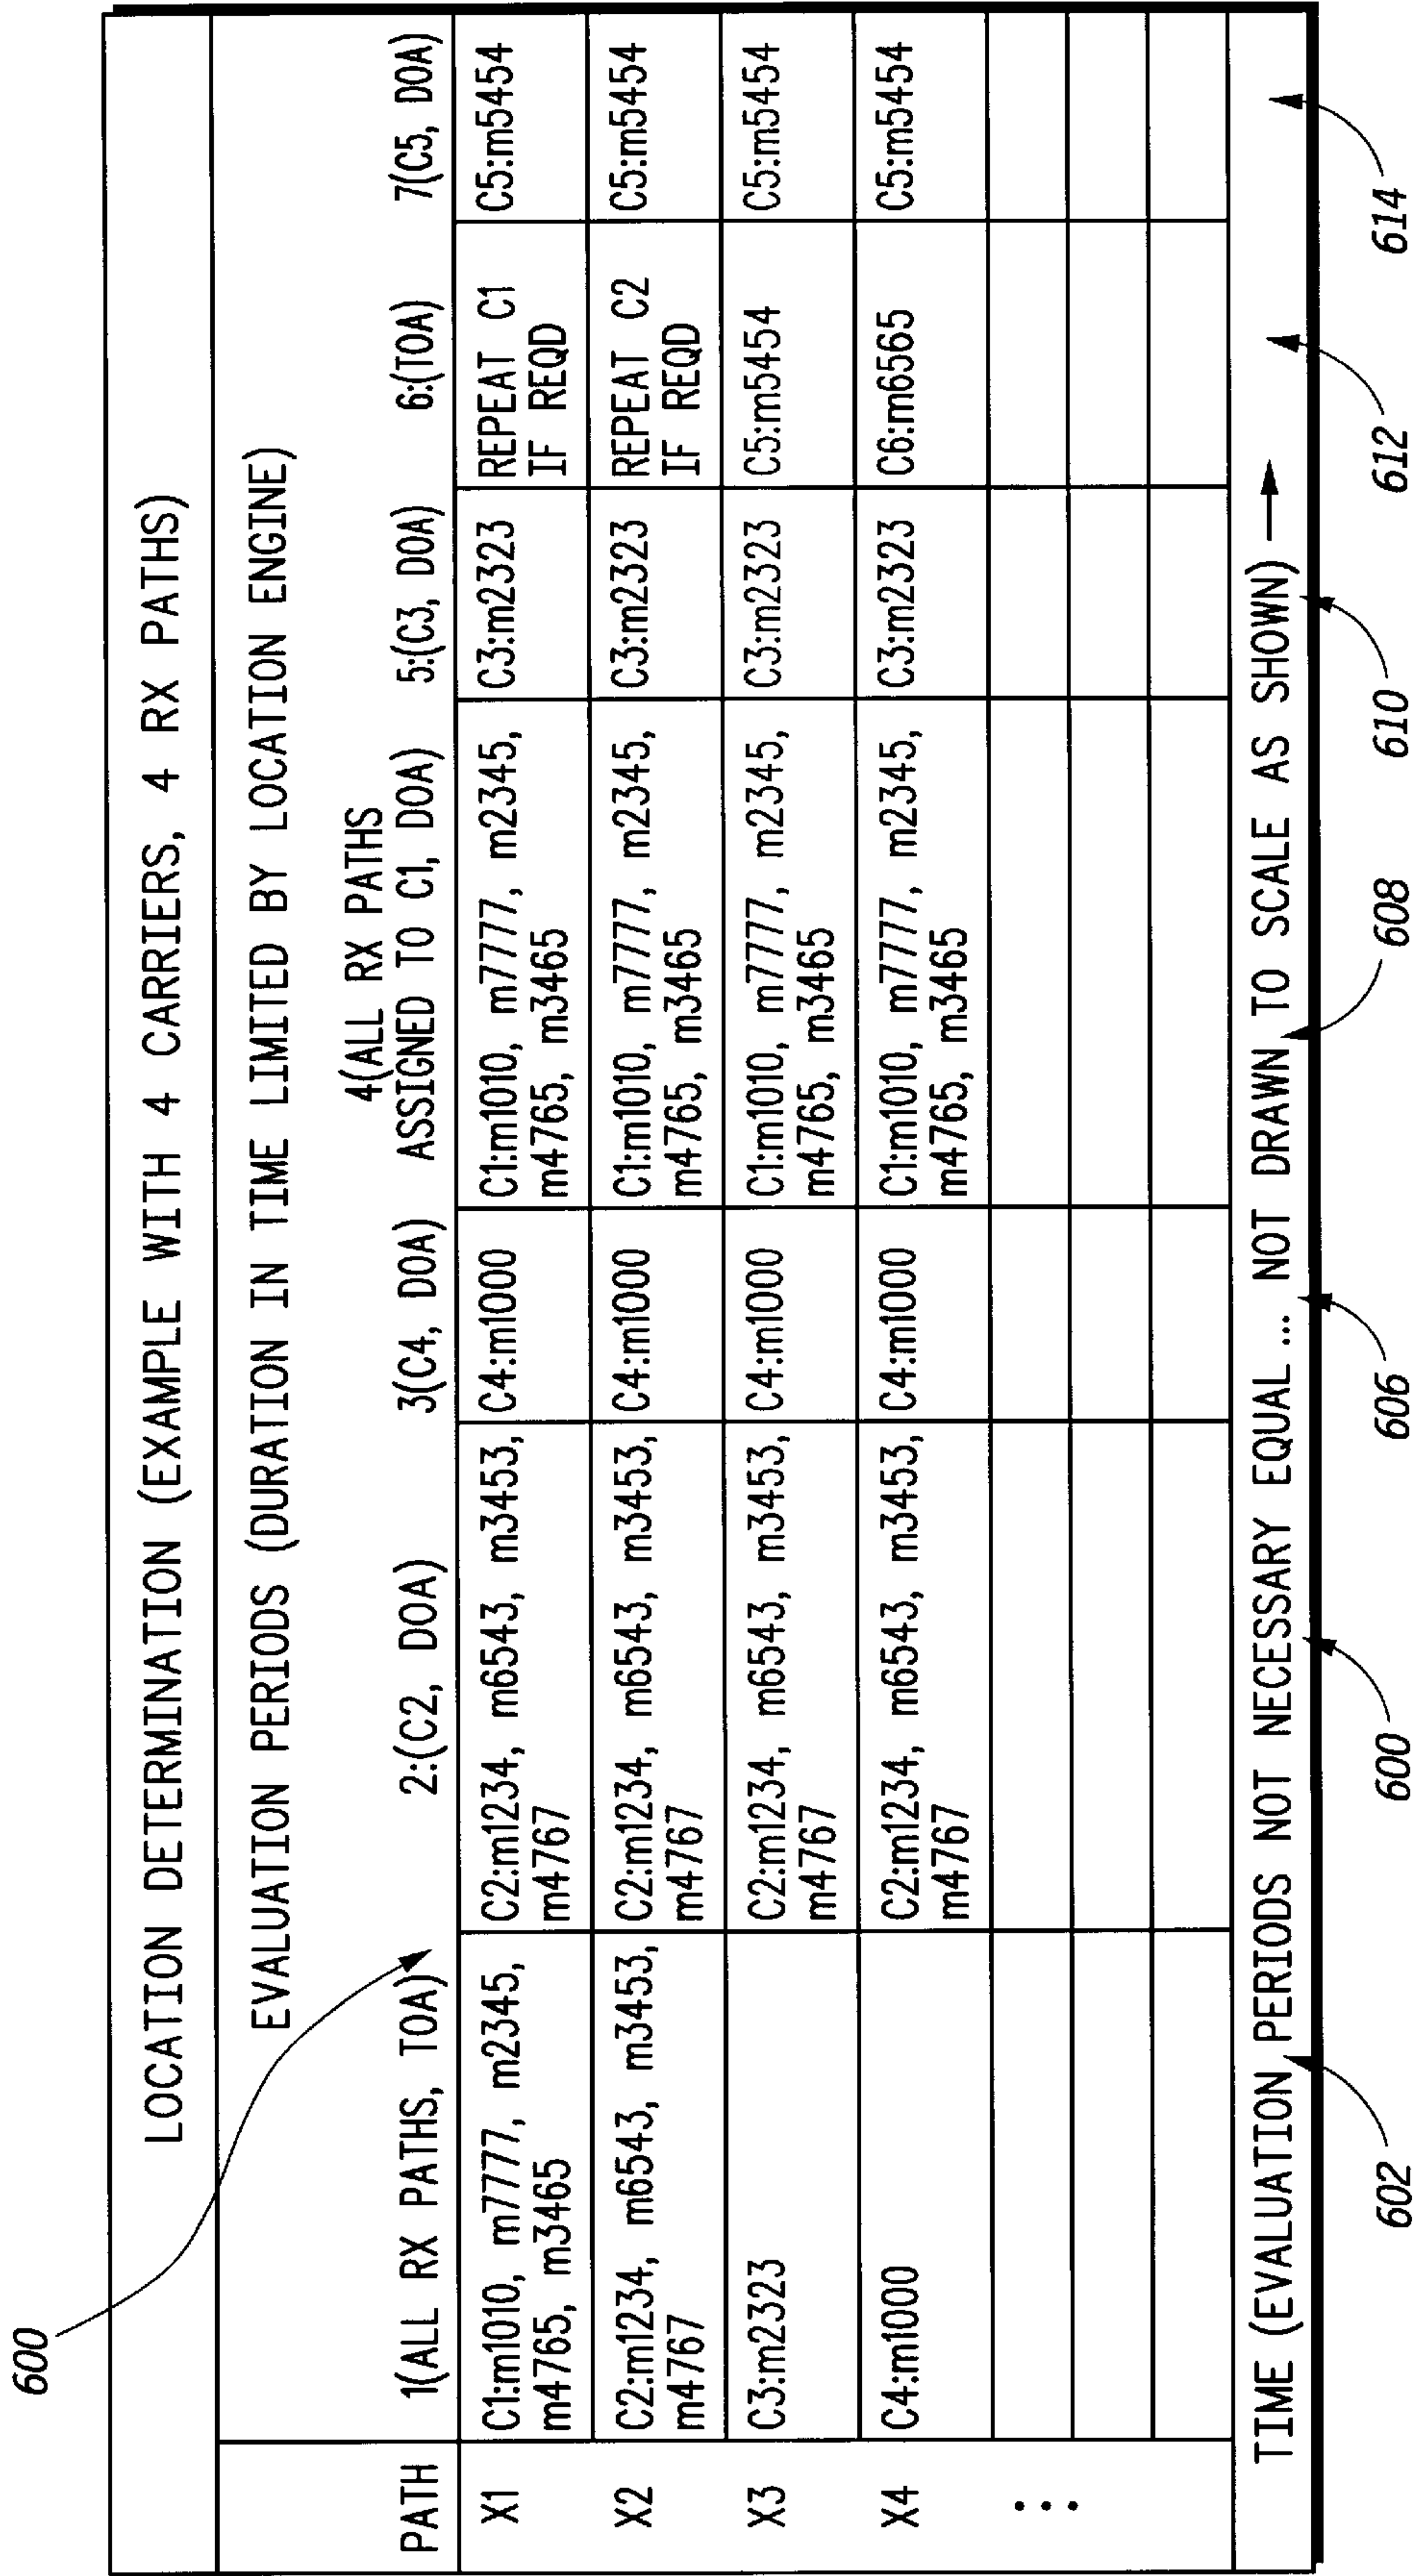 600
LOCATION DETERMINATION (EXAMPLE WITH 4 CARRIERS, 4 RX PATHS)
EVALUATION PERIODS (DURATION IN TIME LIMITED BY LOCATION ENGINE)
PATH
1(ALL RX PATHS, TOA)
2:(C2, DOA)
3(C4, DOA)
4(ALL RX PATHS
ASSIGNED TO C1, DOA)
5:(C3, DOA)
6:(TOA)
7(C5, DOA)
X1
C1:m1010, m7777, m2345,
m4765, m3465
C2:m1234, m6543, m3453,
m4767
C4:m1000
C1:m1010, m7777, m2345,
m4765, m3465
C3:m2323
REPEAT C1
IF REQD
C5:m5454
X2
C2:m1234, m6543, m3453,
m4767
C2:m1234, m6543, m3453,
m4767
C4:m1000
C1:m1010, m7777, m2345,
m4765, m3465
C3:m2323
REPEAT C2
IF REQD
C5:m5454
X3
C3:m2323
C2:m1234, m6543, m3453,
m4767
C4:m1000
C1:m1010, m7777, m2345,
m4765, m3465
C3:m2323
C5:m5454
C5:m5454
X4
C4:m1000
C2:m1234, m6543, m3453,
m4767
C4:m1000
C1:m1010, m7777, m2345,
m4765, m3465
C3:m2323
C6:m6565
C5:m5454
...
TIME (EVALUATION PERIODS NOT NECESSARY EQUAL... NOT DRAWN TO SCALE AS SHOWN)
602
600
606
608
610
612
614